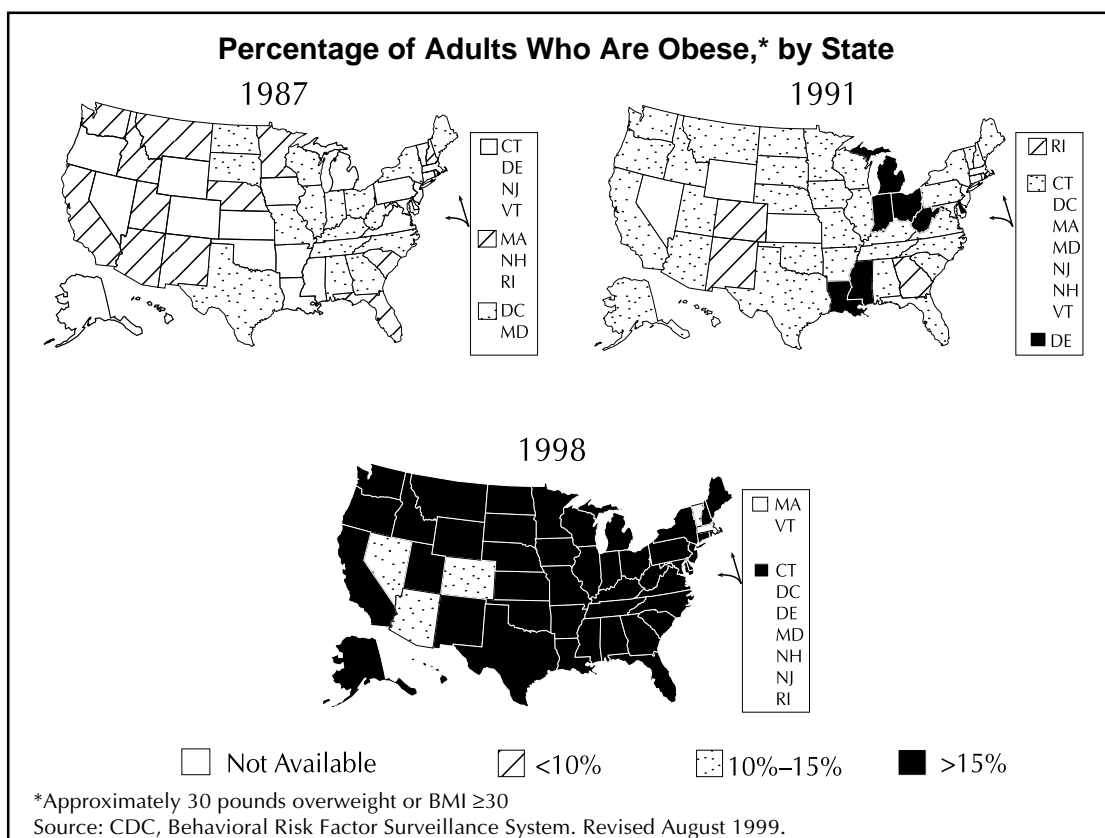 Percentage of Adults Who Are Obese,* by State
1987
CT
DE
NJ
VT
MA
NH
RI
DC
MD
1991
RI
CT
DC
MA
MD
NJ
NH
VT
DE
1998
MA
VT
CT
DC
DE
MD
NH
NJ
RI
Not Available
<10%
10%–15%
>15%
*Approximately 30 pounds overweight or BMI ≥30
Source: CDC, Behavioral Risk Factor Surveillance System. Revised August 1999.